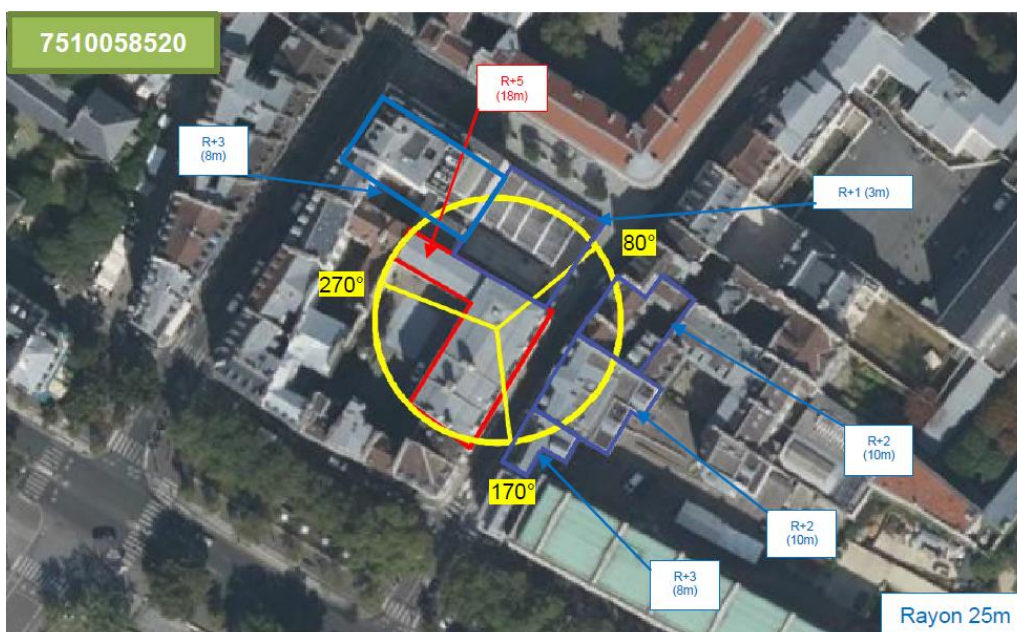 7510058520
R+5
(18m)
R+3
(8m)
R+1 (3m)
80°
270°
R+2
(10m)
170°
R+2
(10m)
R+3
(8m)
Rayon 25m